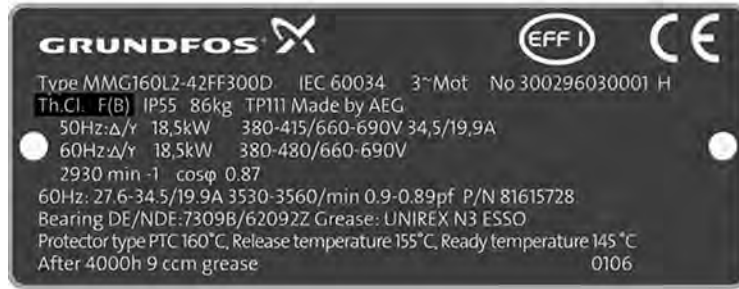 GRUNDFOS
EFF 1
CE
Type MMG160L2-42FF300D IEC 60034 3~Mot No 300296030001 H
Th.Cl. F(B) IP55 86kg TP111 Made by AEG
50Hz:Δ/Y 18,5kW 380-415/660-690V 34,5/19,9A
60Hz:Δ/Y 18,5kW 380-480/660-690V
2930 min -1 cosφ 0.87
60Hz: 27.6-34.5/19.9A 3530-3560/min 0.9-0.89pf P/N 81615728
Bearing DE/NDE:7309B/62092Z Grease: UNIREX N3 ESSO
Protector type PTC 160˚C, Release temperature 155˚C, Ready temperature 145 ˚C
After 4000h 9 ccm grease 0106